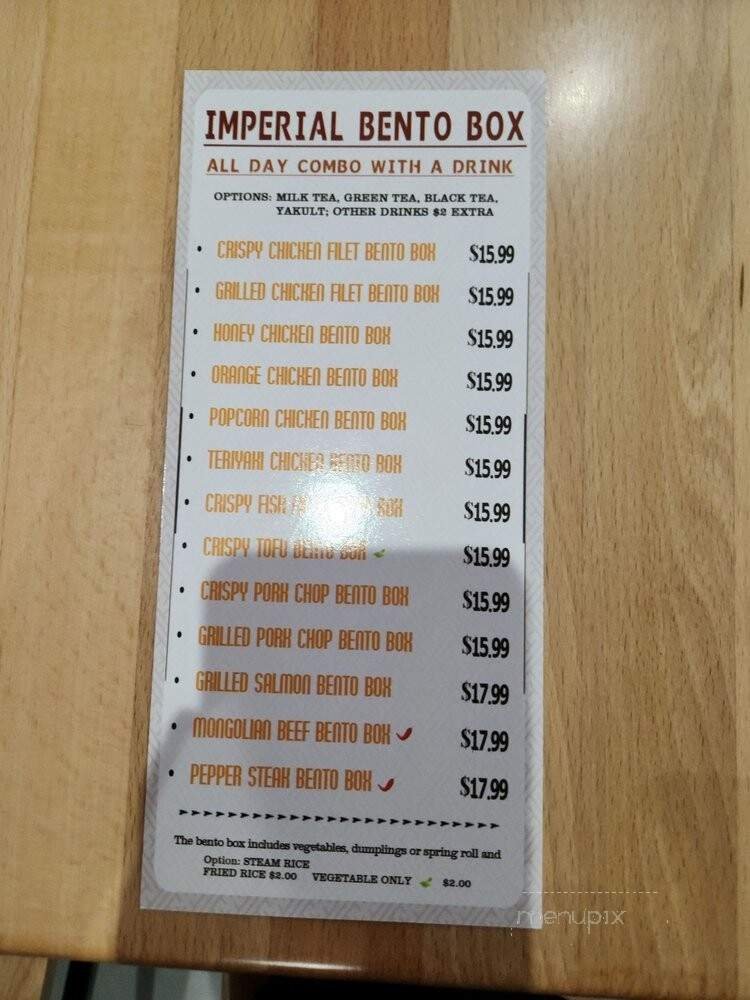 IMPERIAL BENTO BOX
ALL DAY COMBO WITH A DRINK
OPTIONS: MILK TEA, GREEN TEA, BLACK TEA,
YAKULT; OTHER DRINKS $2 EXTRA
• CRISPY CHICKEN FILET BENTO BOX $15.99
• GRILLED CHICKEN FILET BENTO BOX $15.99
• HONEY CHICKEN BENTO BOX $15.99
• ORANGE CHICKEN BENTO BOX $15.99
• POPCORN CHICKEN BENTO BOX $15.99
• TERIYAKI CHICKEN BENTO BOX $15.99
• CRISPY FISH BOX $15.99
• CRISPY TOFU BENTO BOX $15.99
• CRISPY PORK CHOP BENTO BOX $15.99
• GRILLED PORK CHOP BENTO BOX $15.99
• GRILLED SALMON BENTO BOX $17.99
• MONGOLIAN BEEF BENTO BOX $17.99
• PEPPER STEAK BENTO BOX $17.99
The bento box includes vegetables, dumplings or spring roll and
Option: STEAM RICE
FRIED RICE $2.00 VEGETABLE ONLY $2.00
menupix